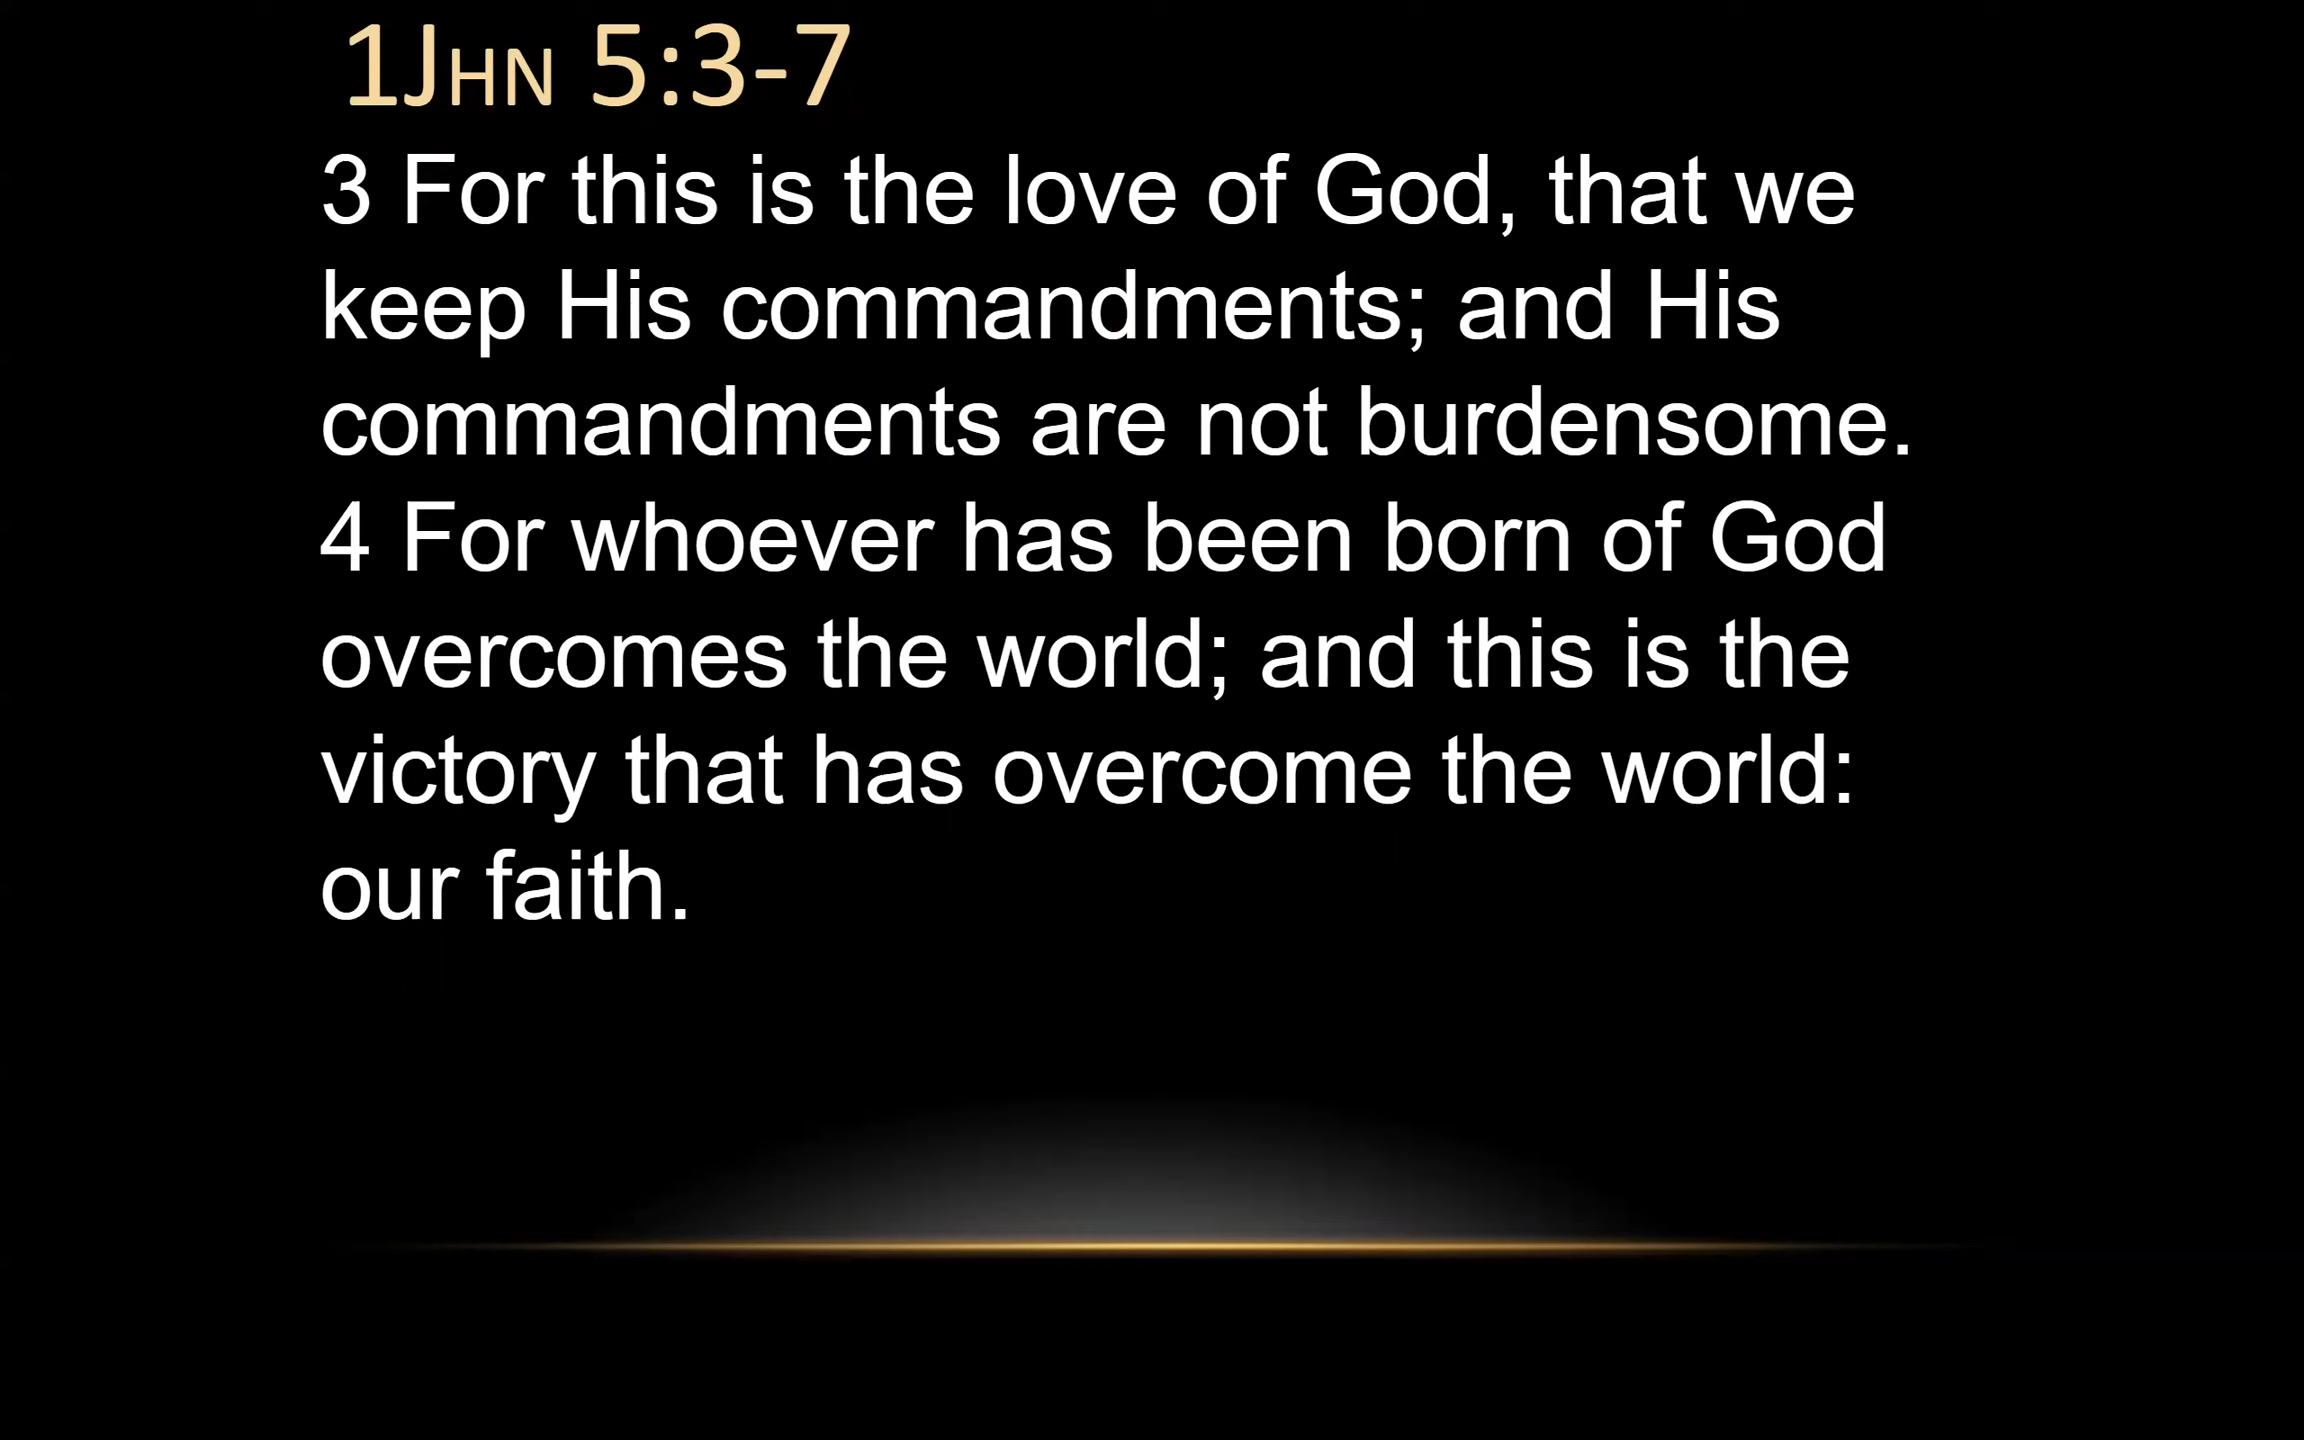 1JHN 5:3-7
3 For this is the love of God, that we
keep His commandments; and His
commandments are not burdensome.
4 For whoever has been born of God
overcomes the world; and this is the
victory that has overcome the world:
our faith.